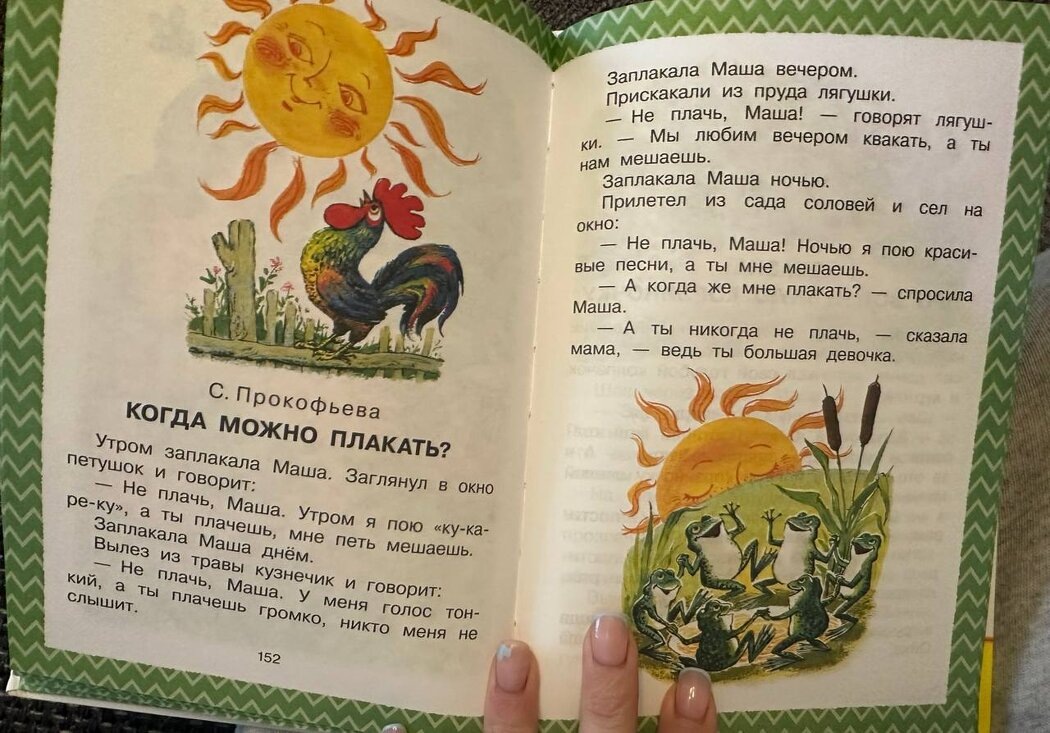 С. Прокофьева
КОГДА МОЖНО ПЛАКАТЬ?
Утром заплакала Маша. Заглянул в окно
петушок и говорит:
— Не плачь, Маша. Утром я пою «ку-ка-
ре-ку», а ты плачешь, мне петь мешаешь.
Заплакала Маша днём.
Вылез из травы кузнечик и говорит:
— Не плачь, Маша. у меня голос тон-
кий, а ты плачешь громко, никто меня не
слышит.
152
Заплакала Маша вечером.
Прискакали из пруда лягушки.
— Не плачь, Маша! — говорят лягуш-
ки. — Мы любим вечером квакать, а ты
нам мешаешь.
Заплакала Маша ночью.
Прилетел из сада соловей и сел на
окно:
— Не плачь, Маша! Ночью я пою краси-
вые песни, а ты мне мешаешь.
— А когда же мне плакать? — спросила
Маша.
— А ты никогда не плачь, — сказала
мама, — ведь ты большая девочка.